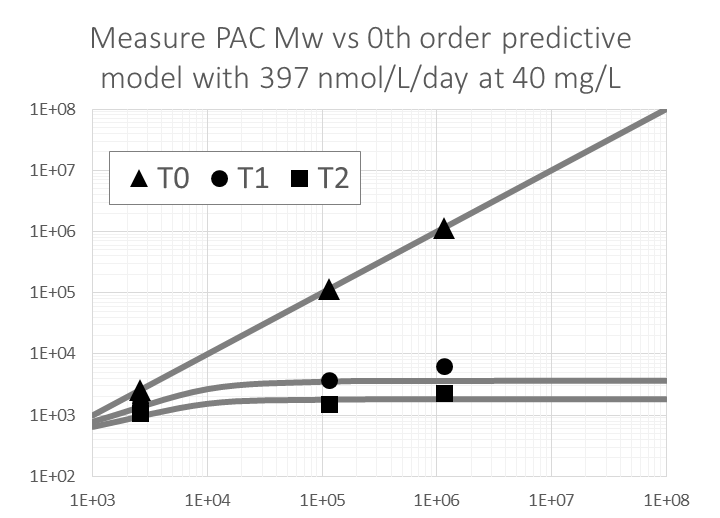 Measure PAC Mw vs 0th order predictive
model with 397 nmol/L/day at 40 mg/L
1E+08
1E+07
1E+06
1E+05
1E+04
1E+03
1E+02
T0 T1 T2
1E+03 1E+04 1E+05 1E+06 1E+07 1E+08